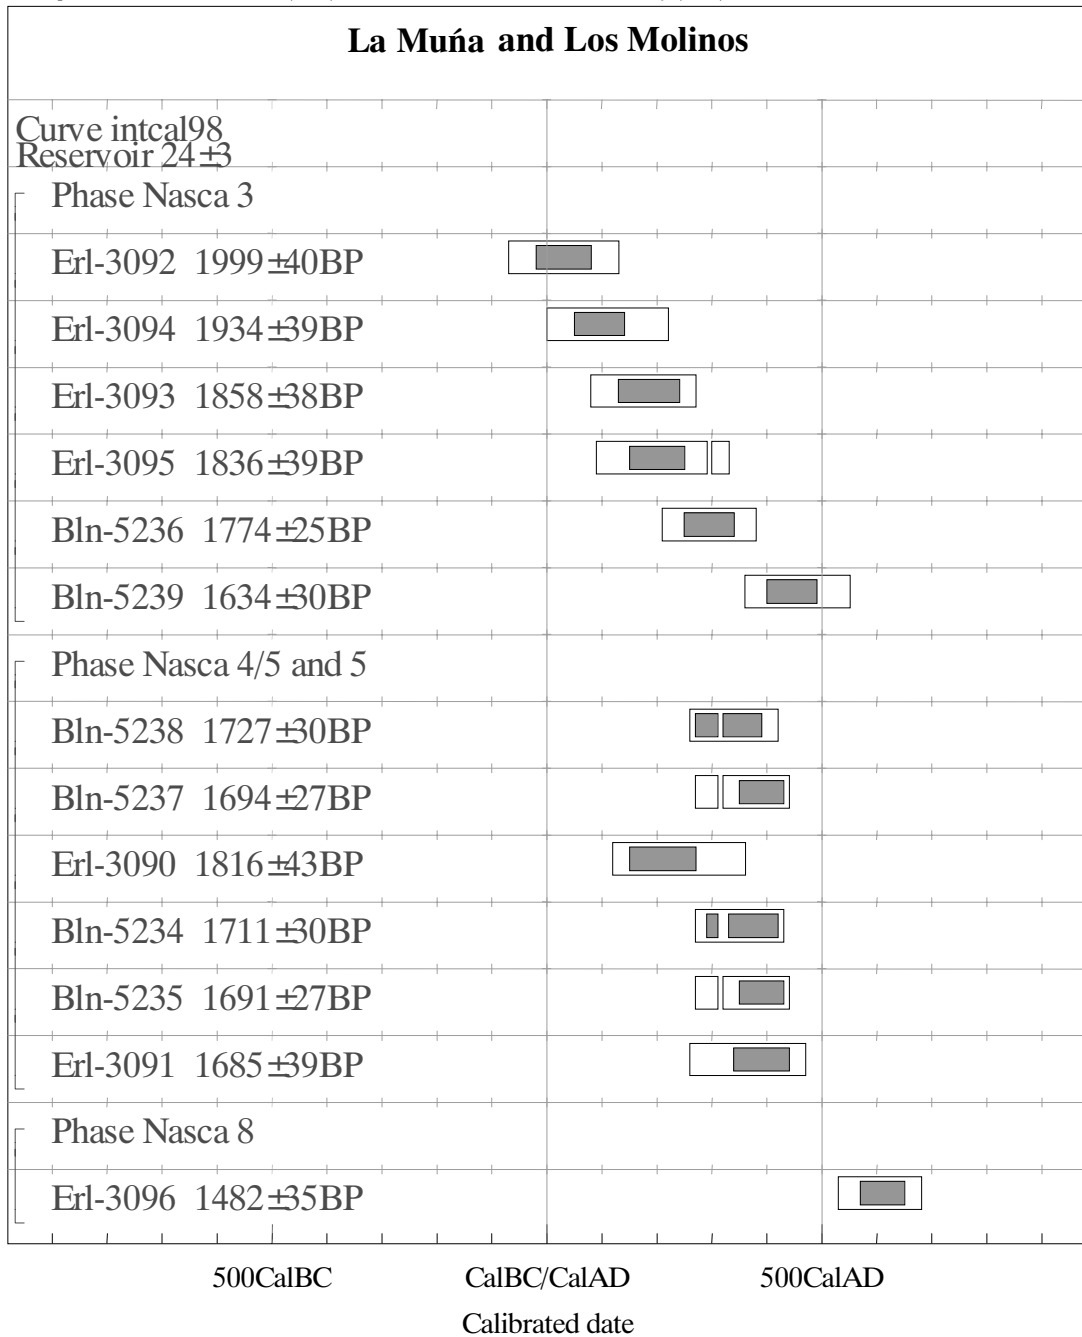 La Muńa and Los Molinos
Curve intcal98
Reservoir 24±3
Phase Nasca 3
Erl-3092 1999±40BP
Erl-3094 1934±39BP
Erl-3093 1858±38BP
Erl-3095 1836±39BP
Bln-5236 1774±25BP
Bln-5239 1634±30BP
Phase Nasca 4/5 and 5
Bln-5238 1727±30BP
Bln-5237 1694±27BP
Erl-3090 1816±43BP
Bln-5234 1711±30BP
Bln-5235 1691±27BP
Erl-3091 1685±39BP
Phase Nasca 8
Erl-3096 1482±35BP
500CalBC CalBC/CalAD 500CalAD
Calibrated date